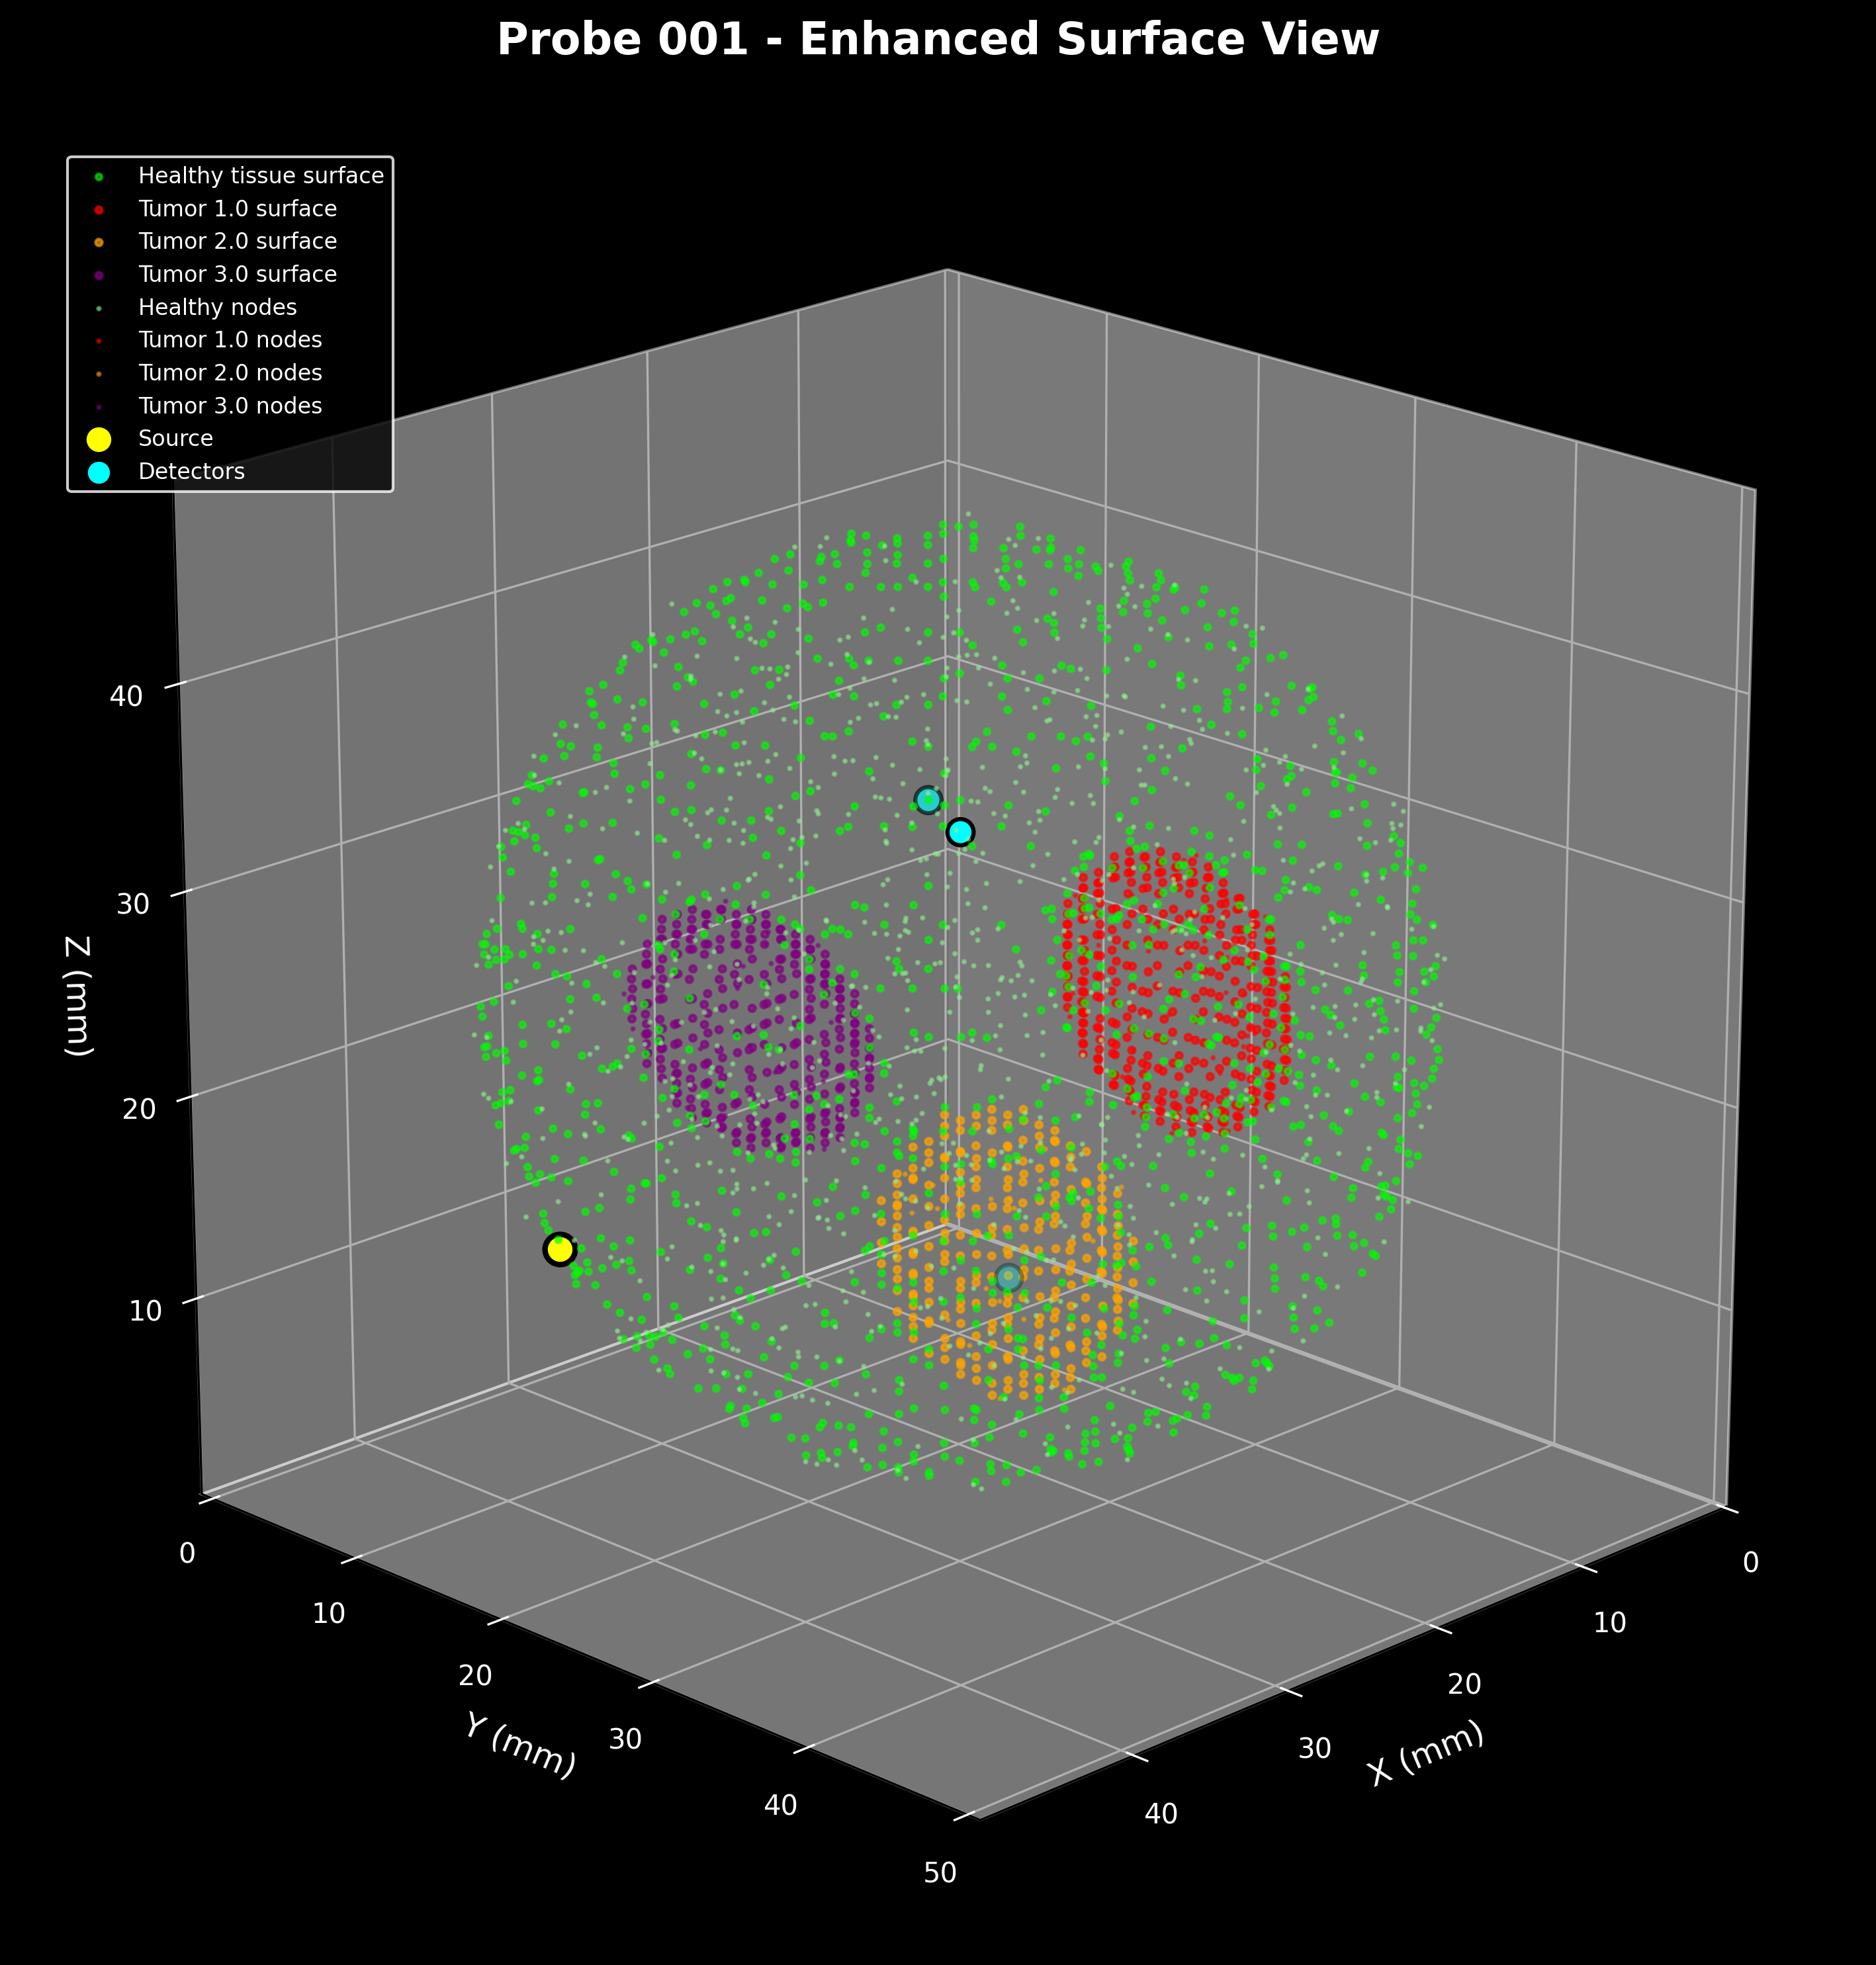 Probe 001 - Enhanced Surface View
Healthy tissue surface
Tumor 1.0 surface
Tumor 2.0 surface
Tumor 3.0 surface
Healthy nodes
Tumor 1.0 nodes
Tumor 2.0 nodes
Tumor 3.0 nodes
Source
Detectors
40
30
20
10
Z (mm)
0
10
20
30
40
50
Y (mm)
0
10
20
30
40
X (mm)